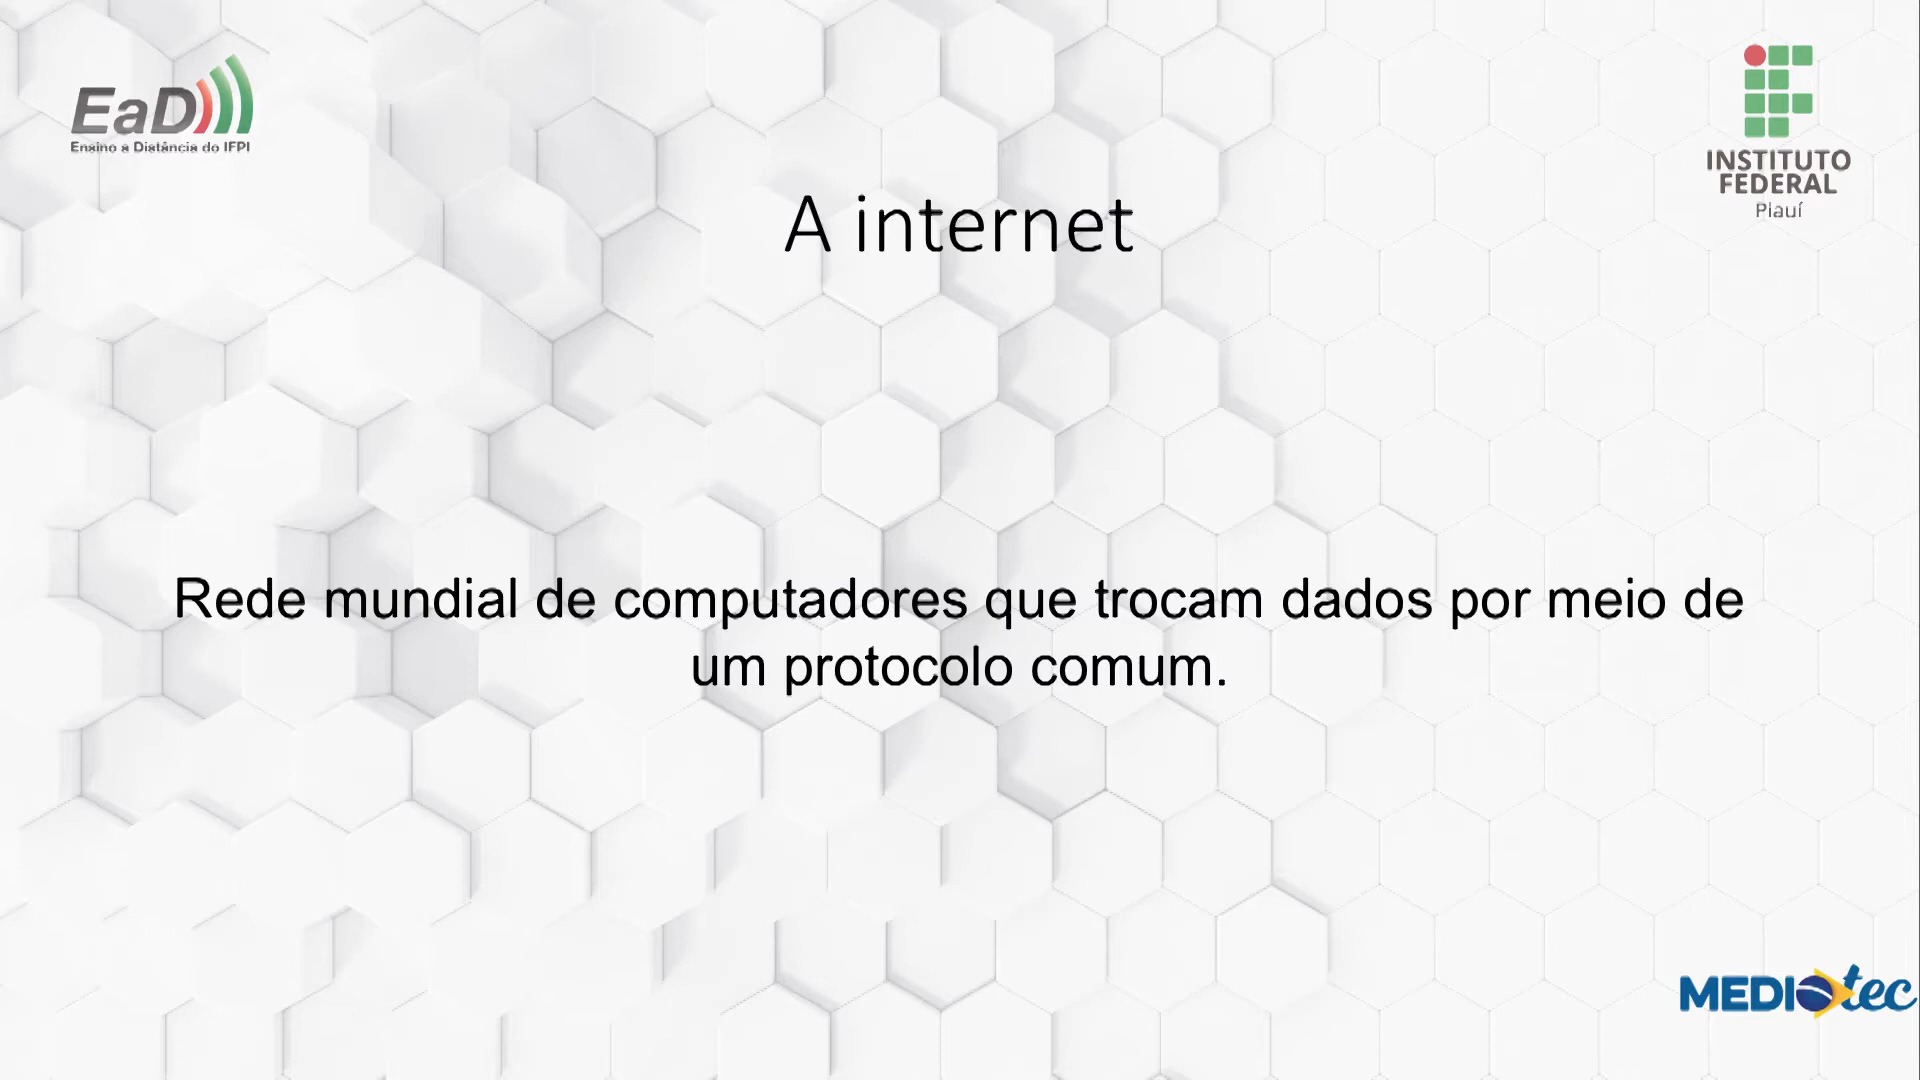 EaD
Ensino a Distância do IFPI
INSTITUTO
FEDERAL
Piauí
A internet
Rede mundial de computadores que trocam dados por meio de
um protocolo comum.
MEDIOtec